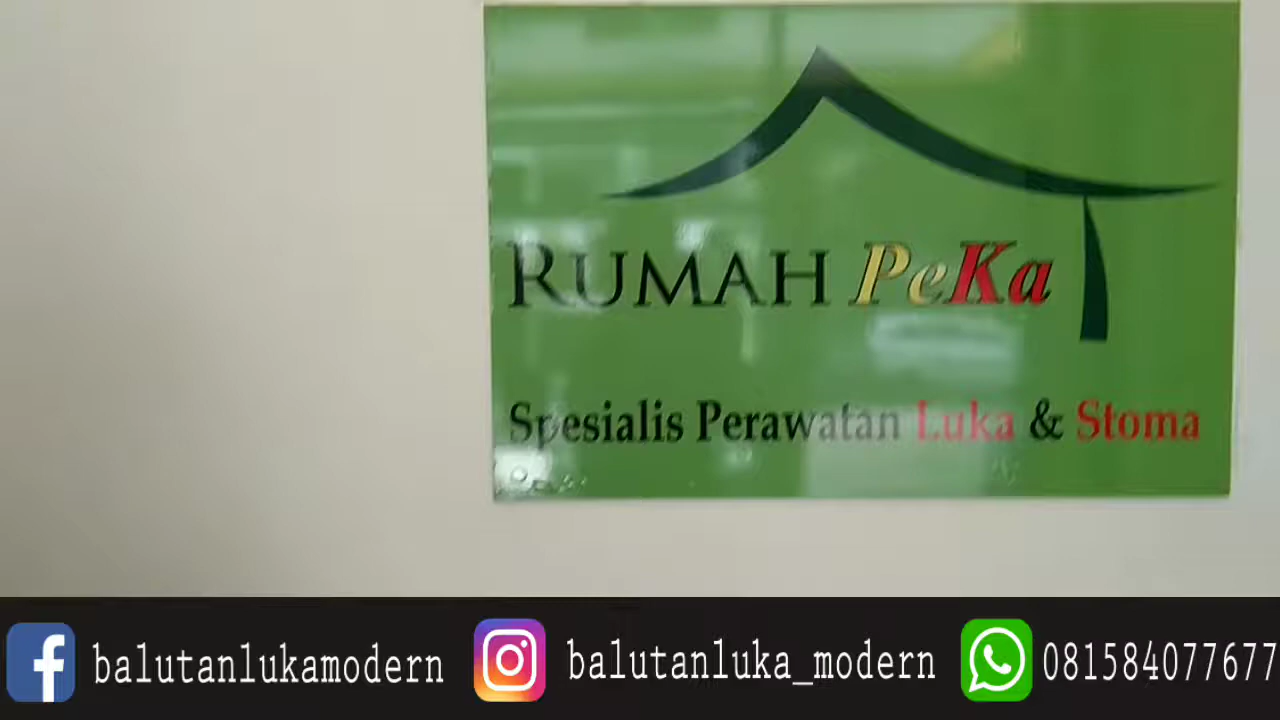 RUMAH PeKa
Spesialis Perawatan Luka & Stoma
balutanlukamodern balutanluka_modern 081584077677